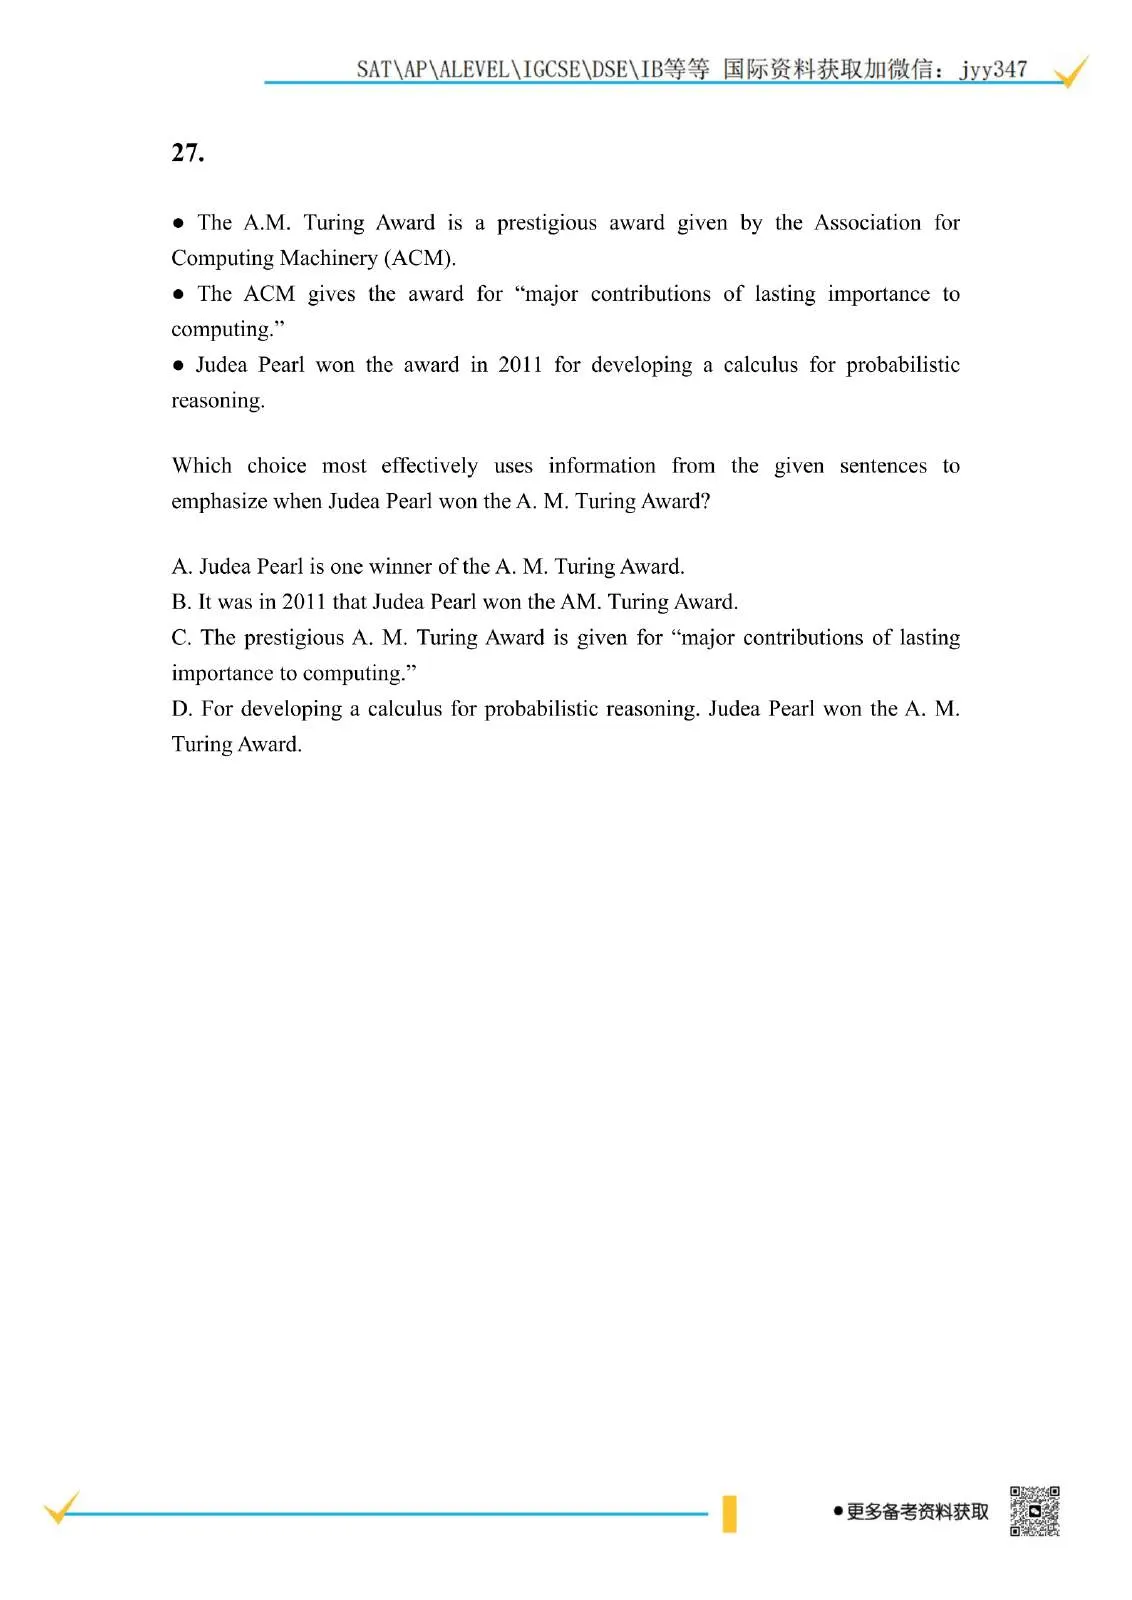 SAT\AP\ALEVEL\IGCSE\DSE\IB等等 国际资料获取加微信：jyy347
27.
● The A.M. Turing Award is a prestigious award given by the Association for
Computing Machinery (ACM).
● The ACM gives the award for “major contributions of lasting importance to
computing.”
● Judea Pearl won the award in 2011 for developing a calculus for probabilistic
reasoning.
Which choice most effectively uses information from the given sentences to
emphasize when Judea Pearl won the A. M. Turing Award?
A. Judea Pearl is one winner of the A. M. Turing Award.
B. It was in 2011 that Judea Pearl won the AM. Turing Award.
C. The prestigious A. M. Turing Award is given for “major contributions of lasting
importance to computing.”
D. For developing a calculus for probabilistic reasoning. Judea Pearl won the A. M.
Turing Award.
●更多备考资料获取